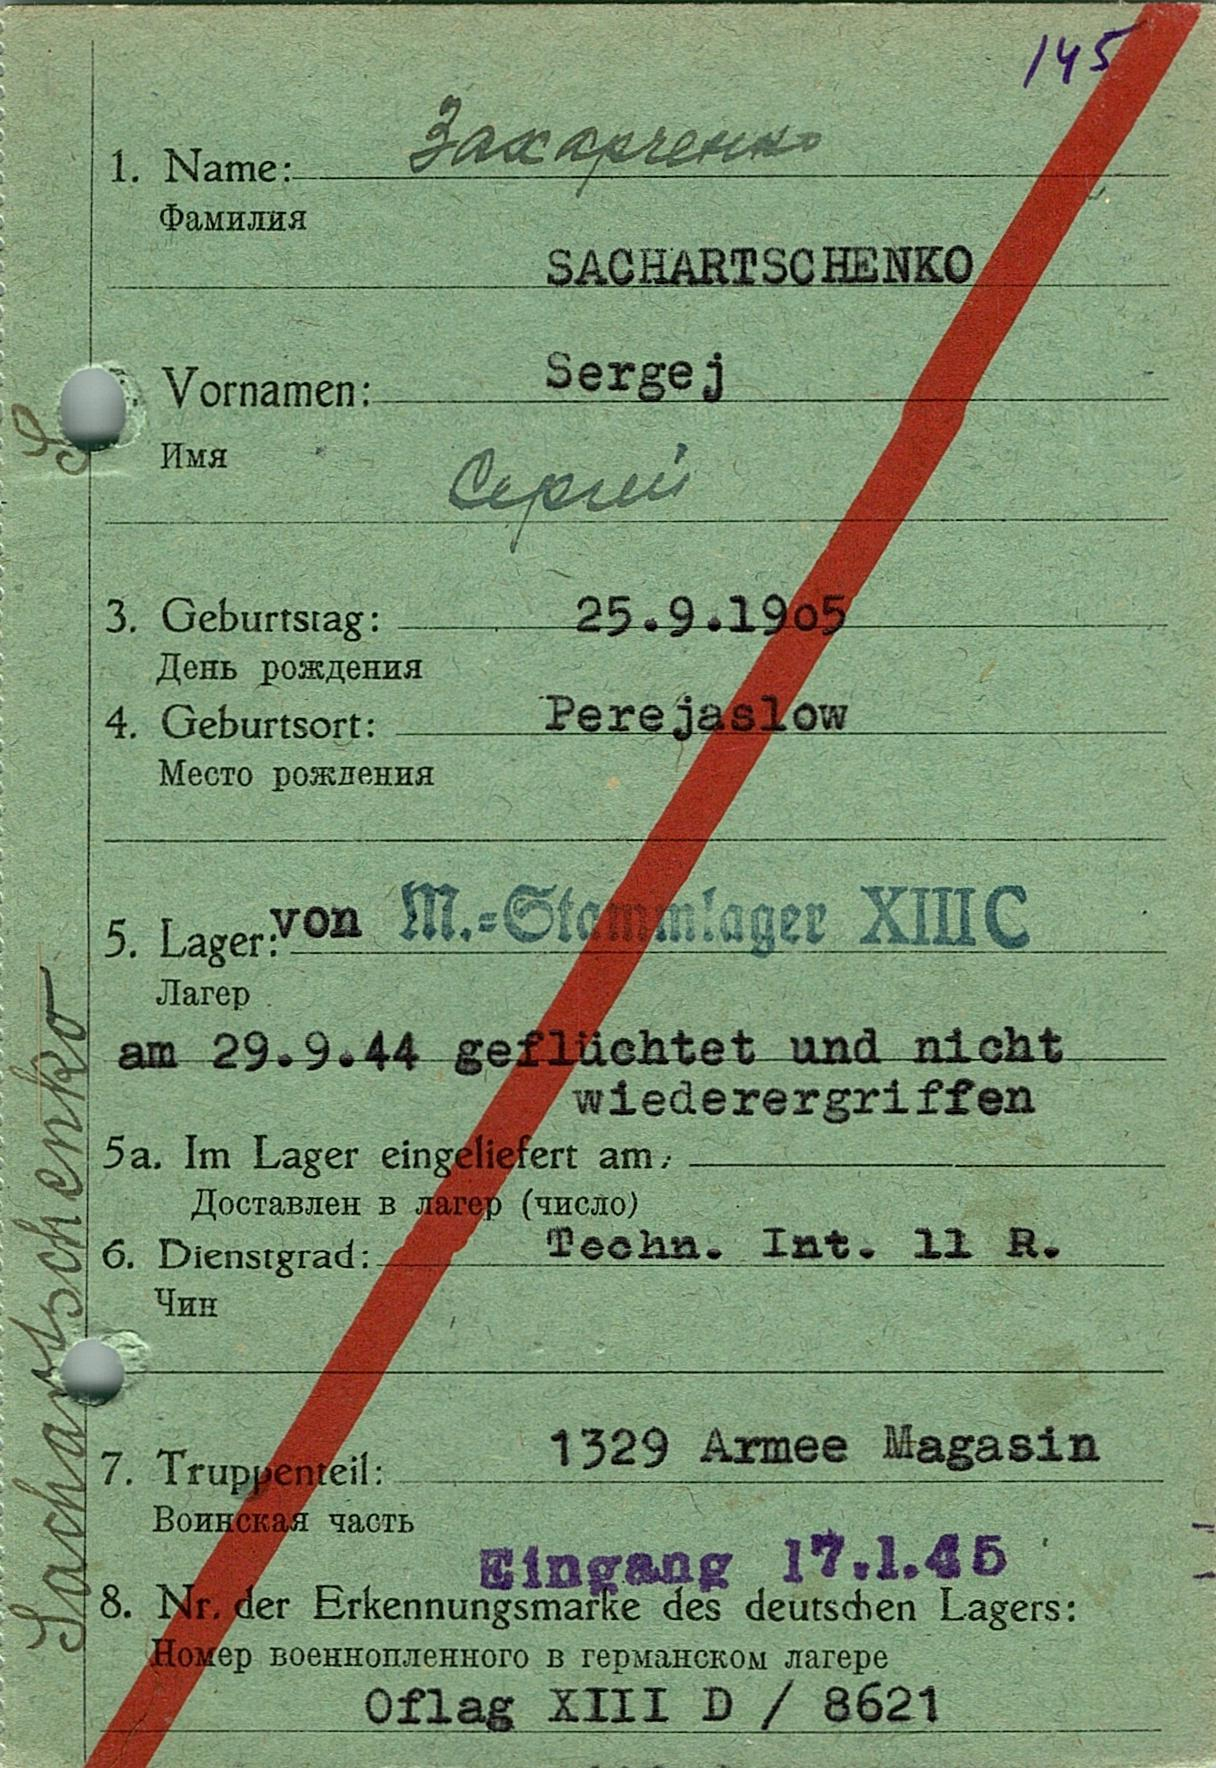 145
1. Name: Захарченко
Фамилия
SACHARTSCHENKO
Vornamen: Sergej
Имя
Сергей
3. Geburtstag: 25.9.19o5
День рождения
4. Geburtsort: Perejaslow
Место рождения
5. Lager: von M.=Stammlager XIII C
Лагер
am 29.9.44 geflüchtet und nicht
wiederergriffen
5a. Im Lager eingeliefert am:
Доставлен в лагер (число)
6. Dienstgrad: Techn. Int. 11 R.
Чин
7. Truppenteil: 1329 Armee Magasin
Воинская часть
Eingang 17.1.45
8. Nr. der Erkennungsmarke des deutschen Lagers:
Номер военнопленного в германском лагере
Oflag XIII D / 8621
Sachartschenko
S